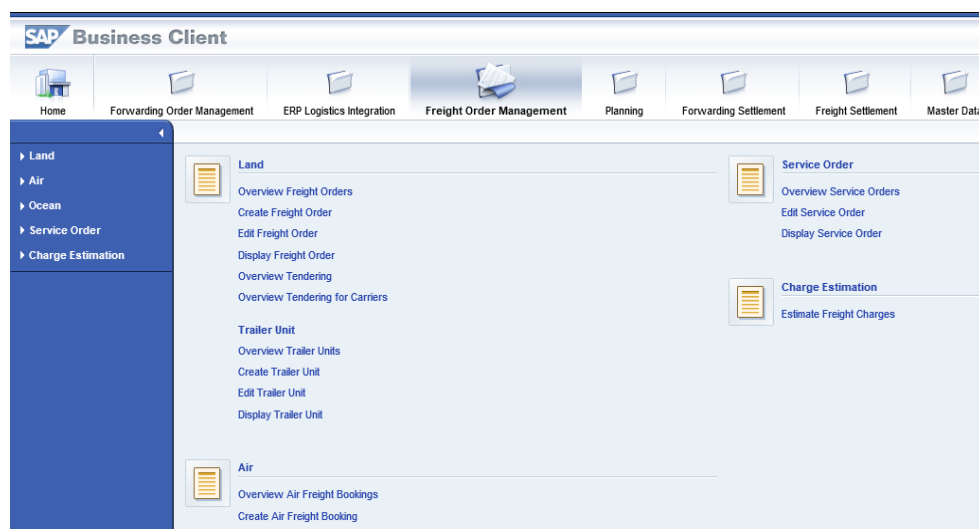 SAP Business Client
Home
Forwarding Order Management
ERP Logistics Integration
Freight Order Management
Planning
Forwarding Settlement
Freight Settlement
Master Data
Land
Air
Ocean
Service Order
Charge Estimation
Land
Overview Freight Orders
Create Freight Order
Edit Freight Order
Display Freight Order
Overview Tendering
Overview Tendering for Carriers
Trailer Unit
Overview Trailer Units
Create Trailer Unit
Edit Trailer Unit
Display Trailer Unit
Air
Overview Air Freight Bookings
Create Air Freight Booking
Service Order
Overview Service Orders
Edit Service Order
Display Service Order
Charge Estimation
Estimate Freight Charges